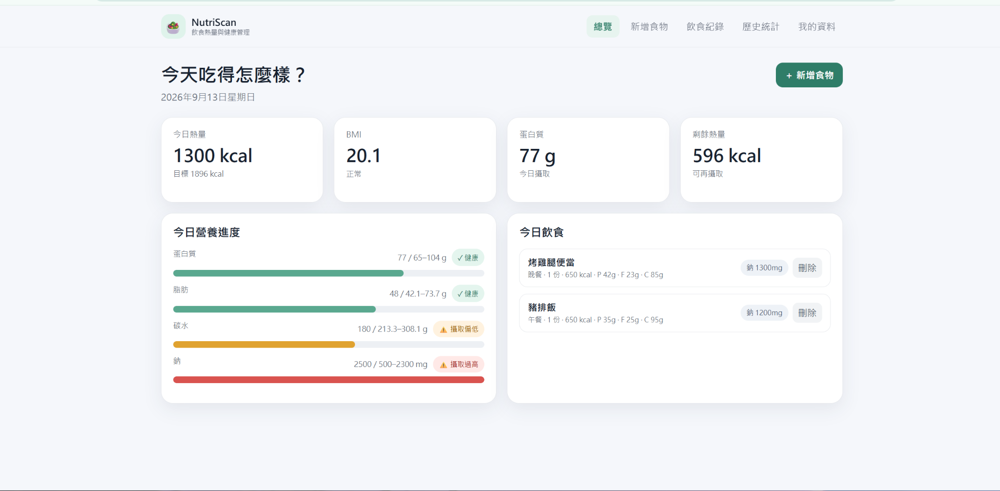 NutriScan
飲食熱量與健康管理
總覽 新增食物 飲食紀錄 歷史統計 我的資料
今天吃得怎麼樣？
+ 新增食物
2026年9月13日星期日
今日熱量
1300 kcal
目標 1896 kcal
BMI
20.1
正常
蛋白質
77 g
今日攝取
剩餘熱量
596 kcal
可再攝取
今日營養進度
蛋白質
77 / 65–104 g ✓ 健康
脂肪
48 / 42.1–73.7 g ✓ 健康
碳水
180 / 213.3–308.1 g ⚠ 攝取偏低
鈉
2500 / 500–2300 mg ⚠ 攝取過高
今日飲食
烤雞腿便當
晚餐 · 1 份 · 650 kcal · P 42g · F 23g · C 85g
鈉 1300mg 刪除
豬排飯
午餐 · 1 份 · 650 kcal · P 35g · F 25g · C 95g
鈉 1200mg 刪除